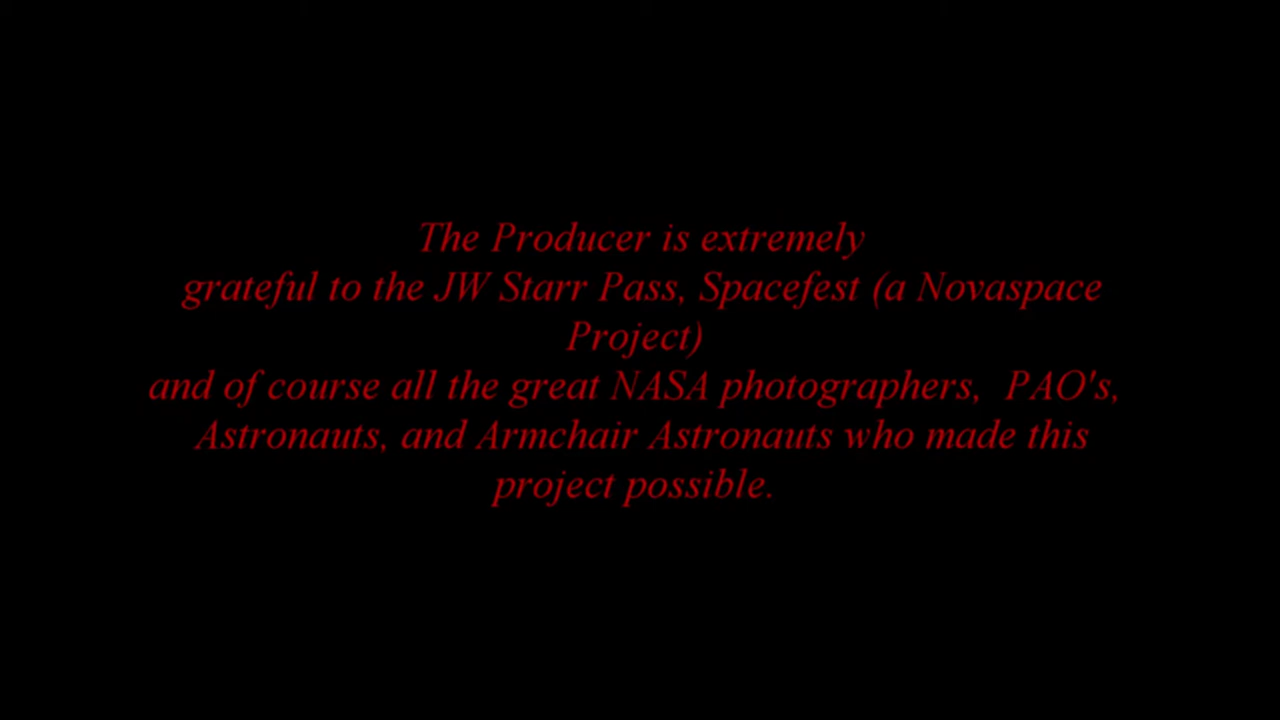 The Producer is extremely
grateful to the JW Starr Pass, Spacefest (a Novaspace
Project)
and of course all the great NASA photographers,  PAO's,
Astronauts, and Armchair Astronauts who made this
project possible.